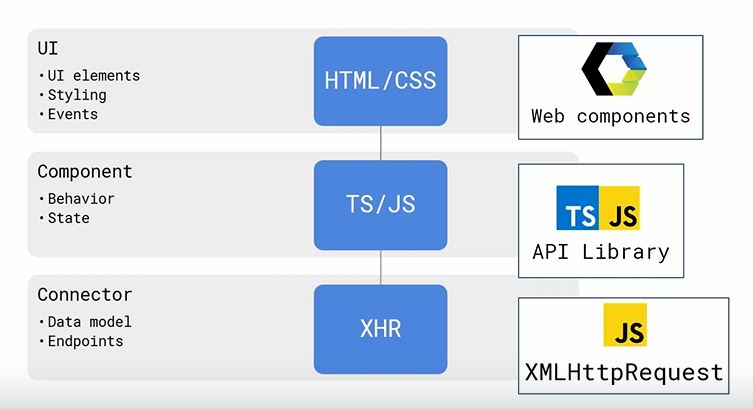 UI
• UI elements
• Styling
• Events
HTML/CSS
Web components
Component
• Behavior
• State
TS/JS
TS JS
API Library
Connector
• Data model
• Endpoints
XHR
JS
XMLHttpRequest